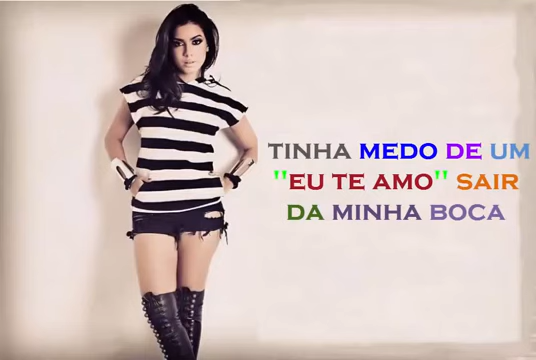 TINHA MEDO DE UM
"EU TE AMO" SAIR
DA MINHA BOCA